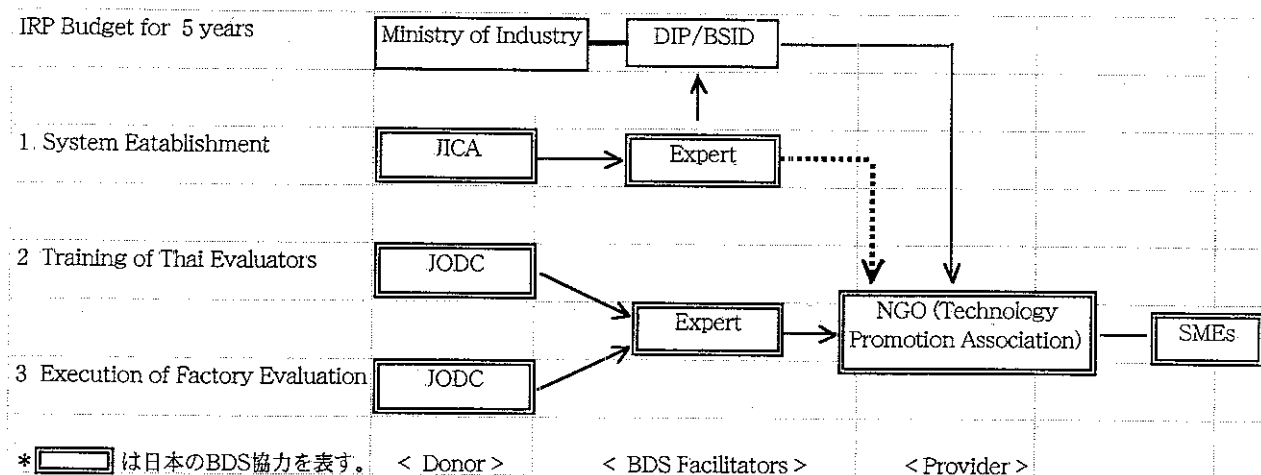 IRP Budget for 5 years
Ministry of Industry
DIP/BSID
1. System Eatablishment
JICA
Expert
2 Training of Thai Evaluators
JODC
Expert
NGO (Technology
Promotion Association)
SMEs
3 Execution of Factory Evaluation
JODC
* は日本のBDS協力を表す。
< Donor >
< BDS Facilitators >
< Provider >